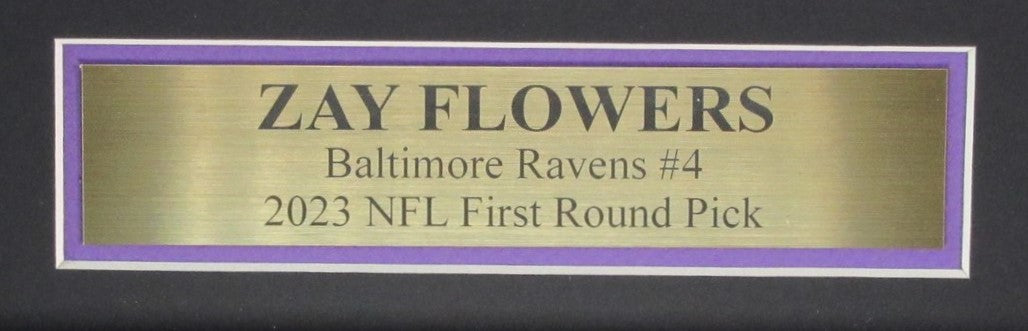 ZAY FLOWERS
Baltimore Ravens #4
2023 NFL First Round Pick